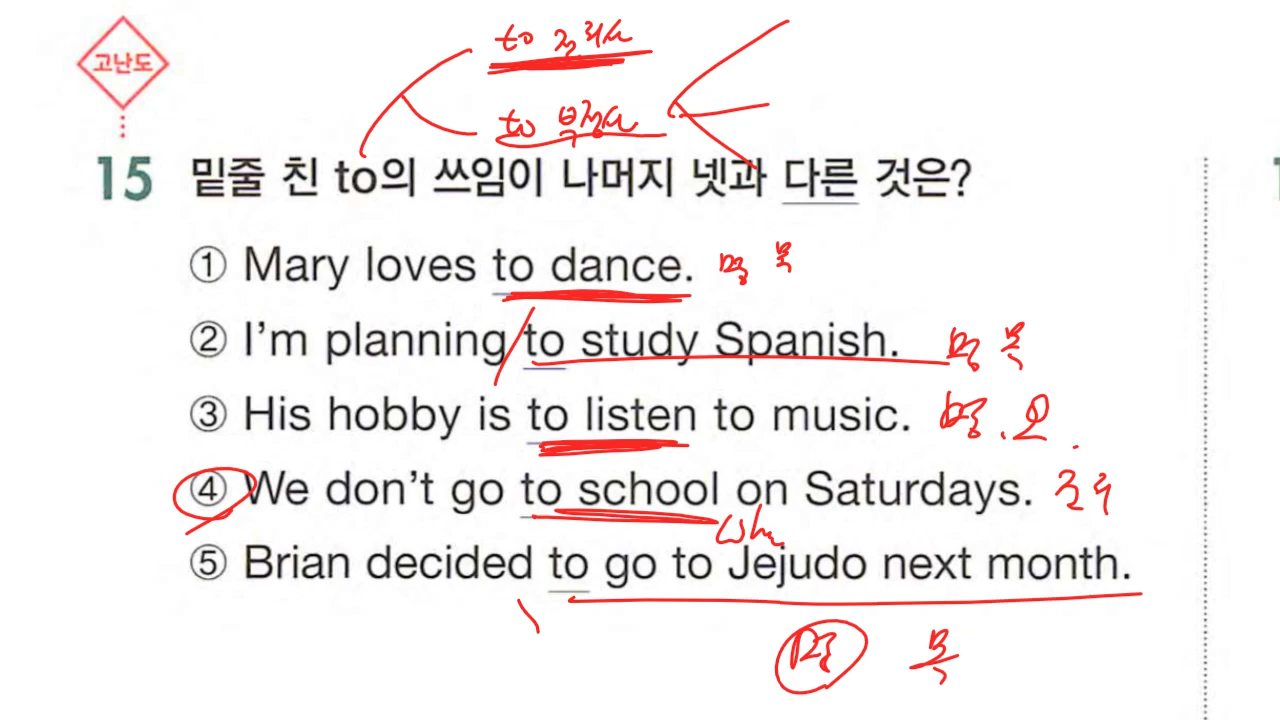 고난도
to 전치사
to 부정사
15 밑줄 친 to의 쓰임이 나머지 넷과 다른 것은?
① Mary loves to dance. 명 목
② I'm planning to study Spanish. 명 목
③ His hobby is to listen to music. 명. 보.
④ We don't go to school on Saturdays.
⑤ Brian decided to go to Jejudo next month.
명 목